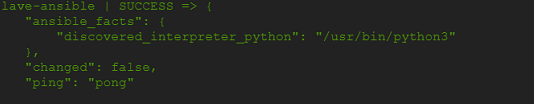 lave-ansible | SUCCESS => {
"ansible_facts": {
"discovered_interpreter_python": "/usr/bin/python3"
},
"changed": false,
"ping": "pong"